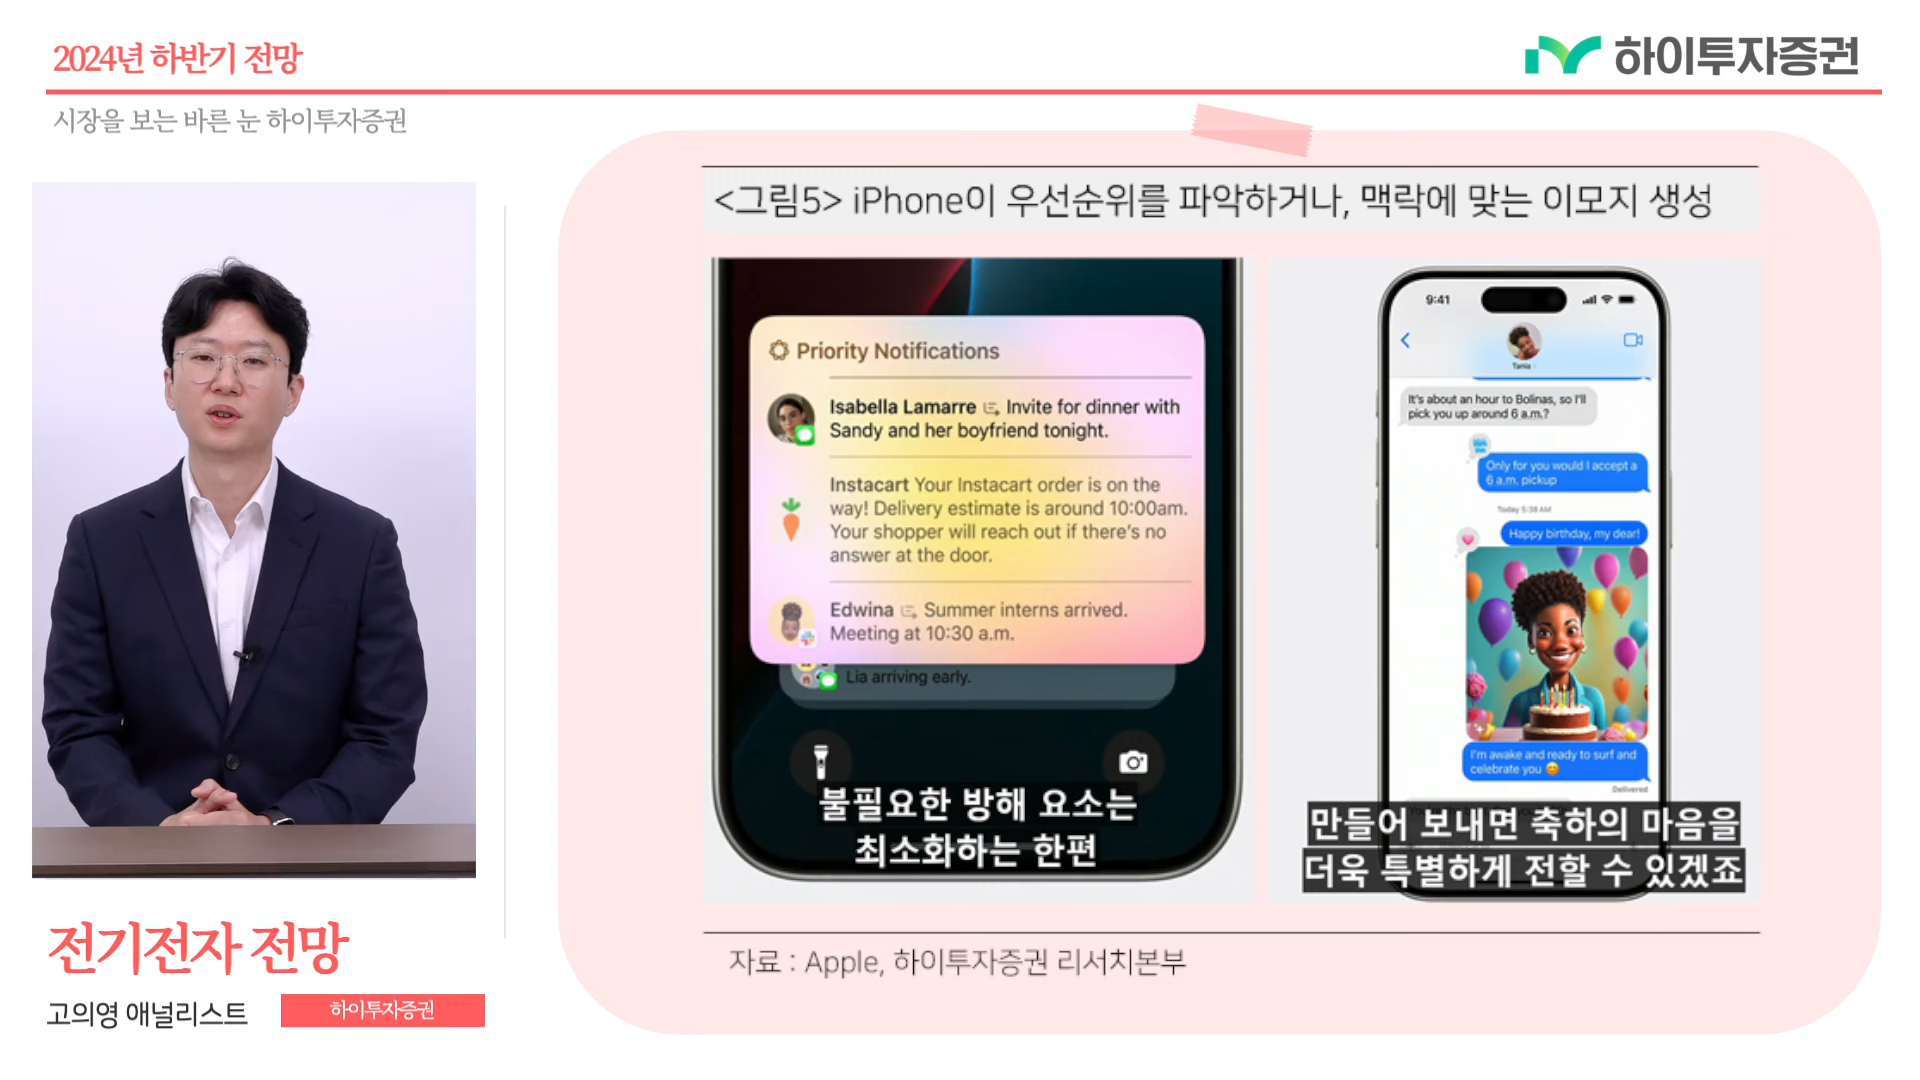 2024년 하반기 전망
하이투자증권
시장을 보는 바른 눈 하이투자증권
<그림5> iPhone이 우선순위를 파악하거나, 맥락에 맞는 이모지 생성
Priority Notifications
Isabella Lamarre Invite for dinner with
Sandy and her boyfriend tonight.
Instacart Your Instacart order is on the
way! Delivery estimate is around 10:00am.
Your shopper will reach out if there's no
answer at the door.
Edwina Summer interns arrived.
Meeting at 10:30 a.m.
Lia arriving early.
불필요한 방해 요소는
최소화하는 한편
9:41
Tania
It's about an hour to Bolinas, so I'll
pick you up around 6 a.m.?
Only for you would I accept a
6 a.m. pickup
Today 5:38 AM
Happy birthday, my dear!
I'm awake and ready to surf and
celebrate you 😊
Delivered
만들어 보내면 축하의 마음을
더욱 특별하게 전할 수 있겠죠
자료 : Apple, 하이투자증권 리서치본부
전기전자 전망
고의영 애널리스트
하이투자증권